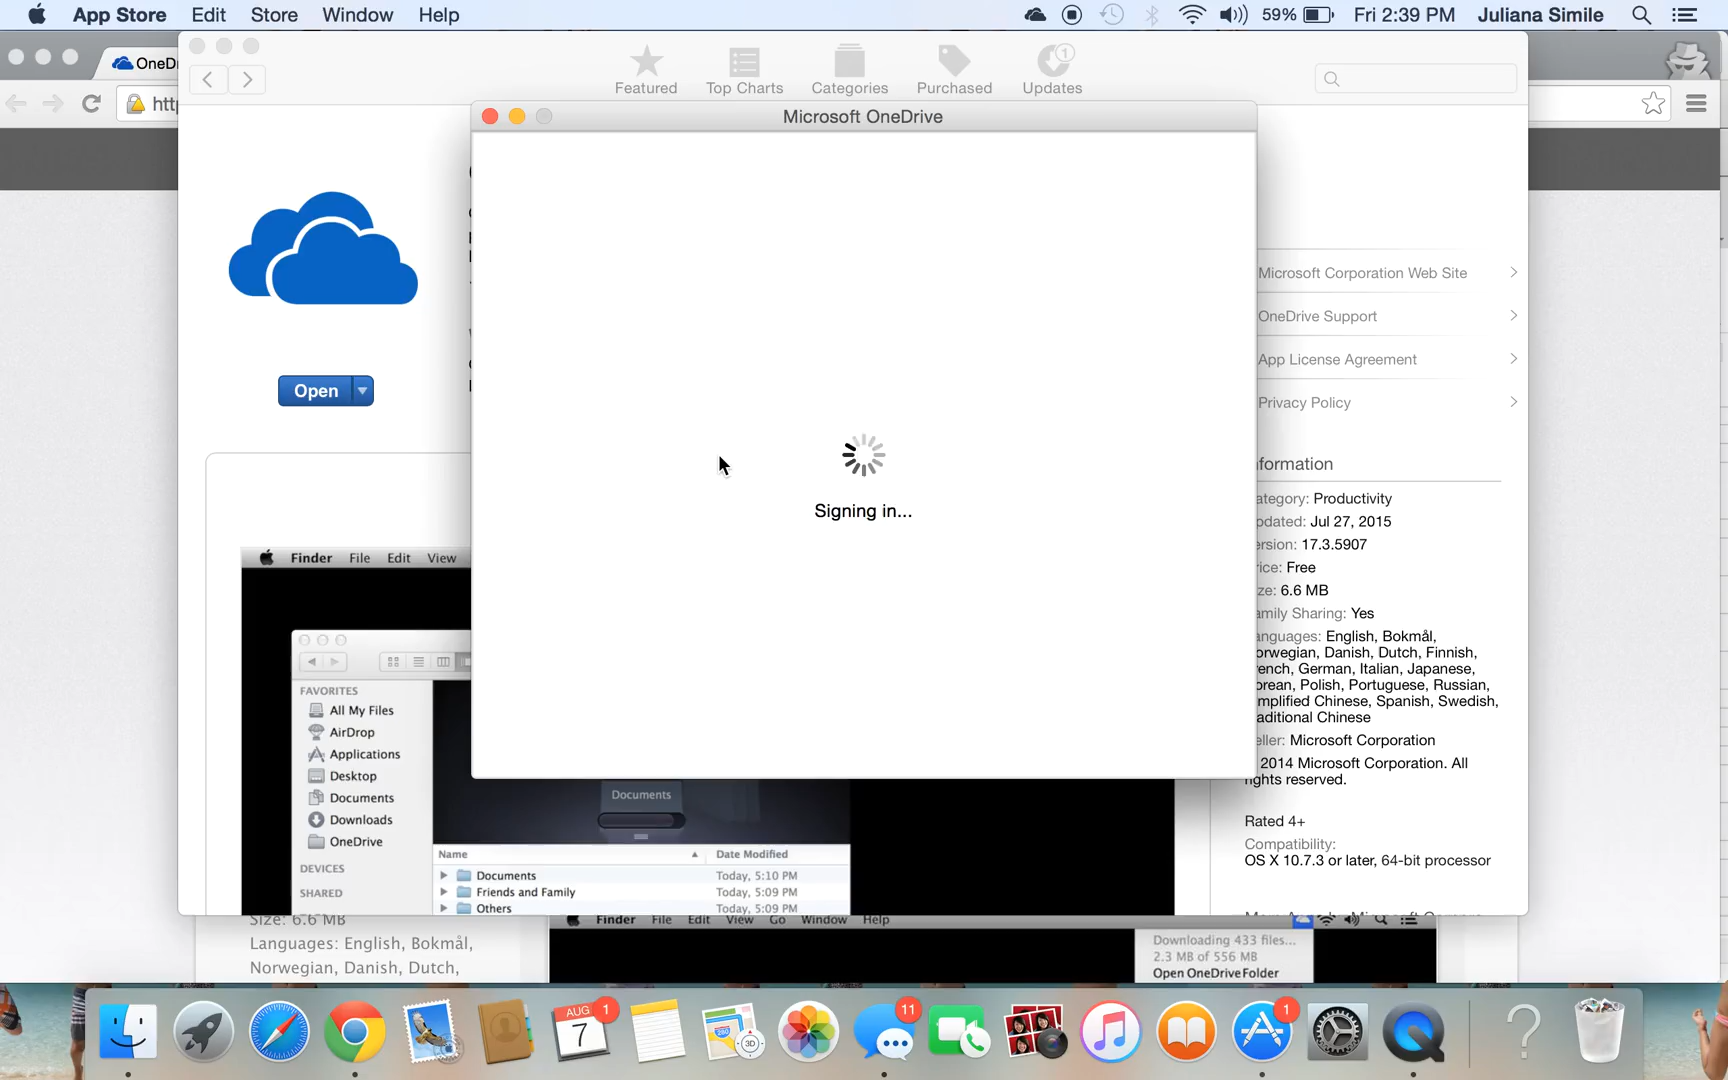 App Store Edit Store Window Help 59% Fri 2:39 PM Juliana Simile
OneDr
Featured Top Charts Categories Purchased Updates
1
http
Microsoft OneDrive
Open
Signing in...
Microsoft Corporation Web Site
OneDrive Support
App License Agreement
Privacy Policy
formation
ategory: Productivity
pdated: Jul 27, 2015
ersion: 17.3.5907
rice: Free
ze: 6.6 MB
amily Sharing: Yes
anguages: English, Bokmål,
orwegian, Danish, Dutch, Finnish,
ench, German, Italian, Japanese,
orean, Polish, Portuguese, Russian,
mplified Chinese, Spanish, Swedish,
aditional Chinese
eller: Microsoft Corporation
2014 Microsoft Corporation. All
rights reserved.
Rated 4+
Compatibility:
OS X 10.7.3 or later, 64-bit processor
Finder File Edit View
FAVORITES
All My Files
AirDrop
Applications
Desktop
Documents
Downloads
OneDrive
DEVICES
SHARED
Documents
Name Date Modified
Documents Today, 5:10 PM
Friends and Family Today, 5:09 PM
Others Today, 5:09 PM
Size: 6.6 MB
Languages: English, Bokmål,
Norwegian, Danish, Dutch,
Finder File Edit View Go Window Help
Downloading 433 files...
2.3 MB of 556 MB
Open OneDrive Folder
AUG
7
1
280
3D
11
1
?